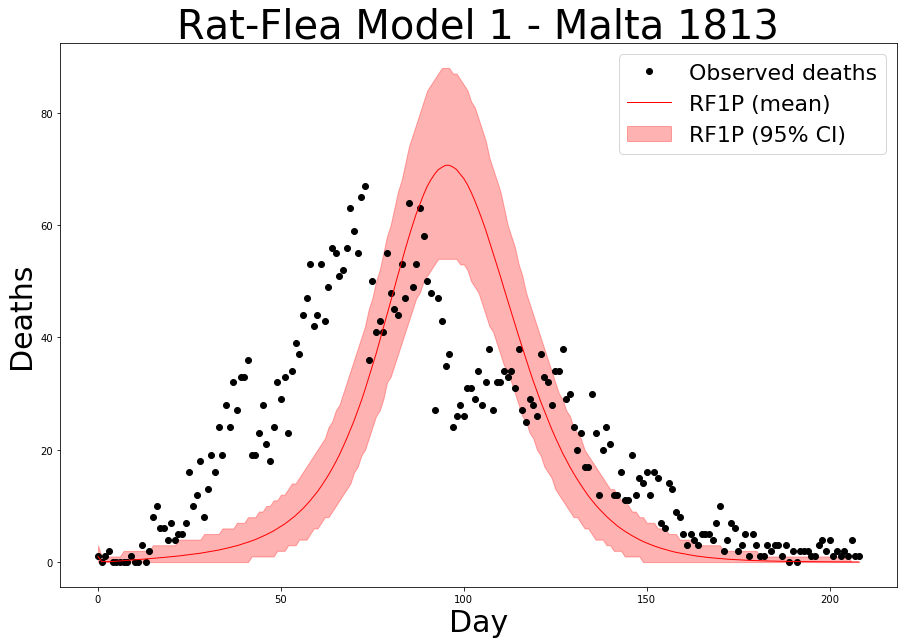 Rat-Flea Model 1 - Malta 1813
Observed deaths
RF1P (mean)
RF1P (95% CI)
Deaths
80
60
40
20
0
0 50 100 150 200
Day